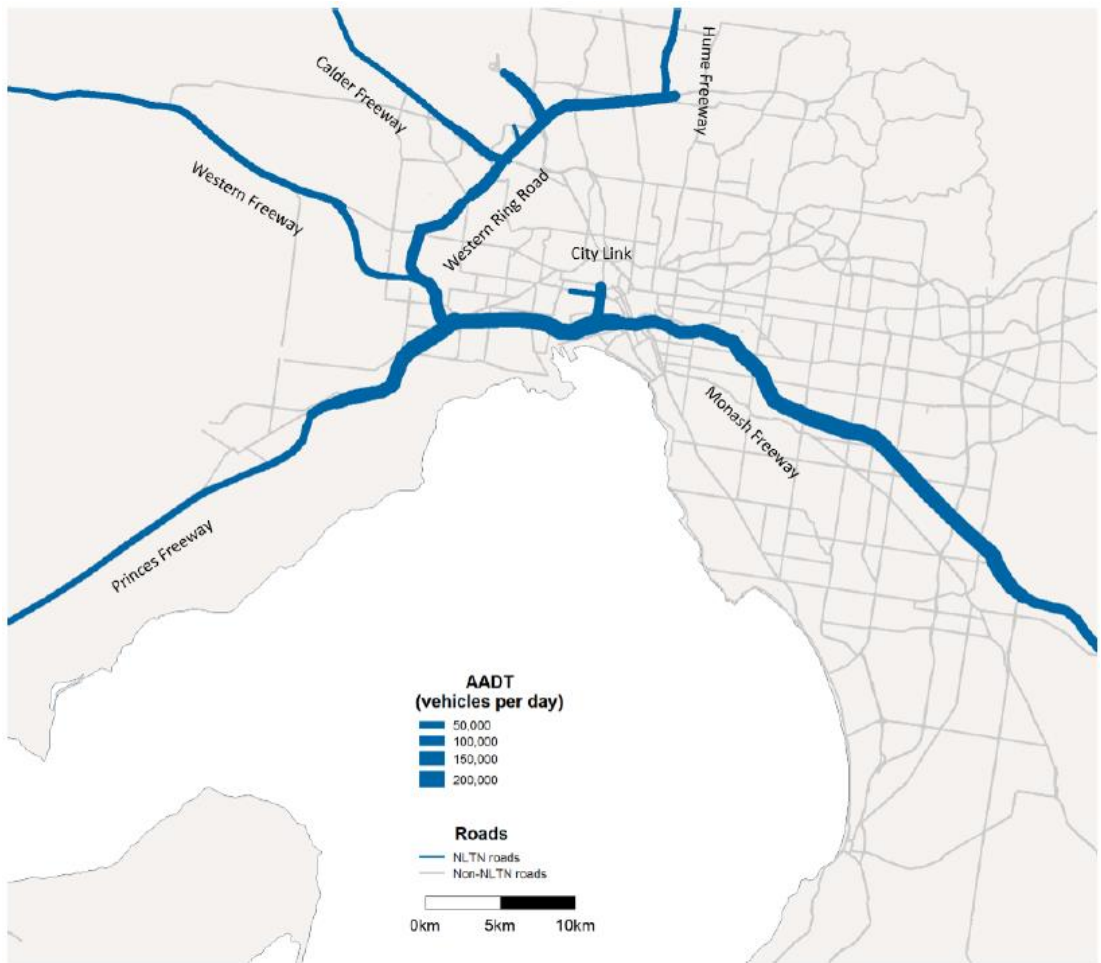 Hume Freeway
Calder Freeway
Western Freeway
Western Ring Road
City Link
Monash Freeway
Princes Freeway
AADT
(vehicles per day)
50,000
100,000
150,000
200,000
Roads
NLTN roads
Non-NLTN roads
0km 5km 10km